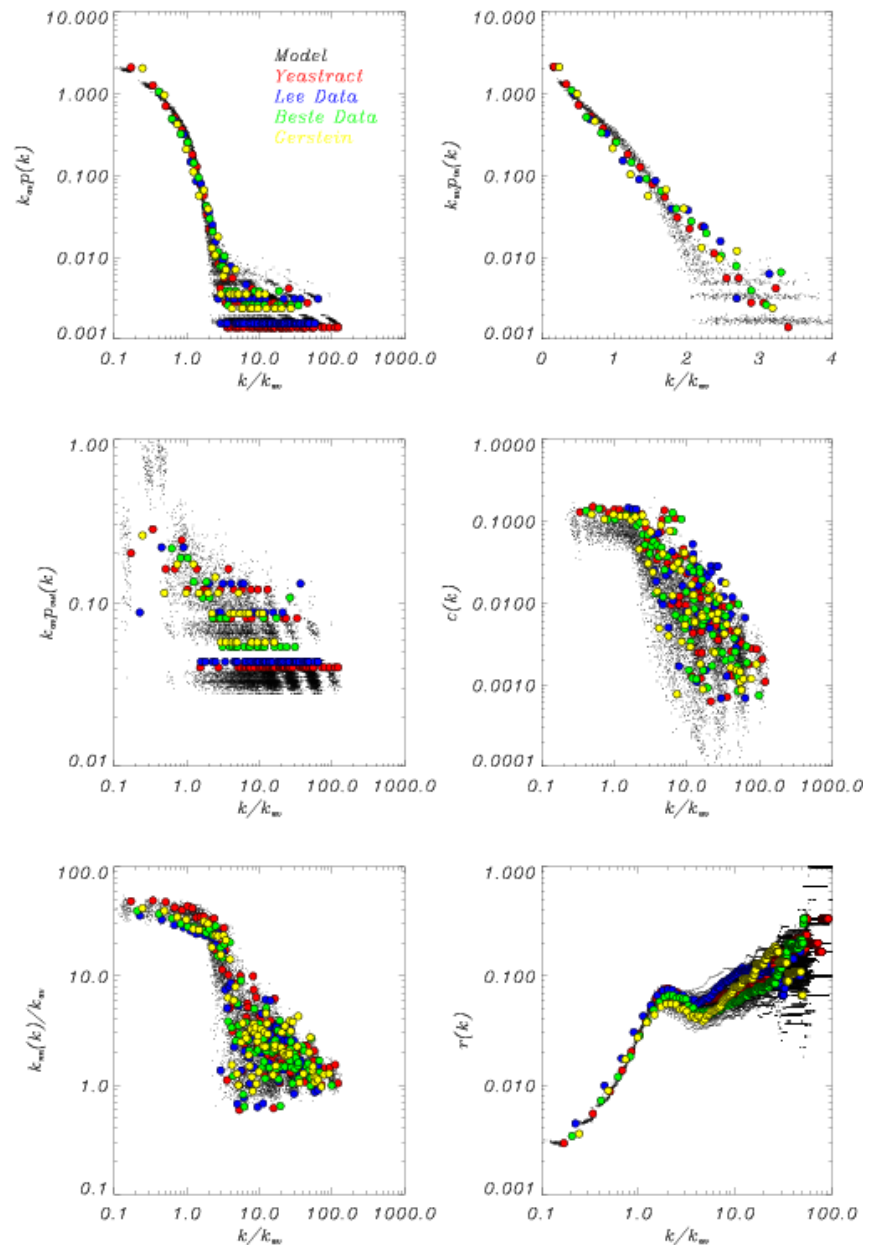 10.000
1.000
0.100
0.010
0.001
k_av p(k)
Model
Yeastract
Lee Data
Beste Data
Gerstein
0.1 1.0 10.0 100.0 1000.0
k/k_av
10.000
1.000
0.100
0.010
0.001
k_av p_in(k)
0 1 2 3 4
k/k_av
1.00
0.10
0.01
k_av p_out(k)
0.1 1.0 10.0 100.0 1000.0
k/k_av
1.0000
0.1000
0.0100
0.0010
0.0001
c(k)
0.1 1.0 10.0 100.0 1000.0
k/k_av
100.0
10.0
1.0
0.1
k_nn(k)/k_av
0.1 1.0 10.0 100.0 1000.0
k/k_av
1.000
0.100
0.010
0.001
r(k)
0.1 1.0 10.0 100.0
k/k_av